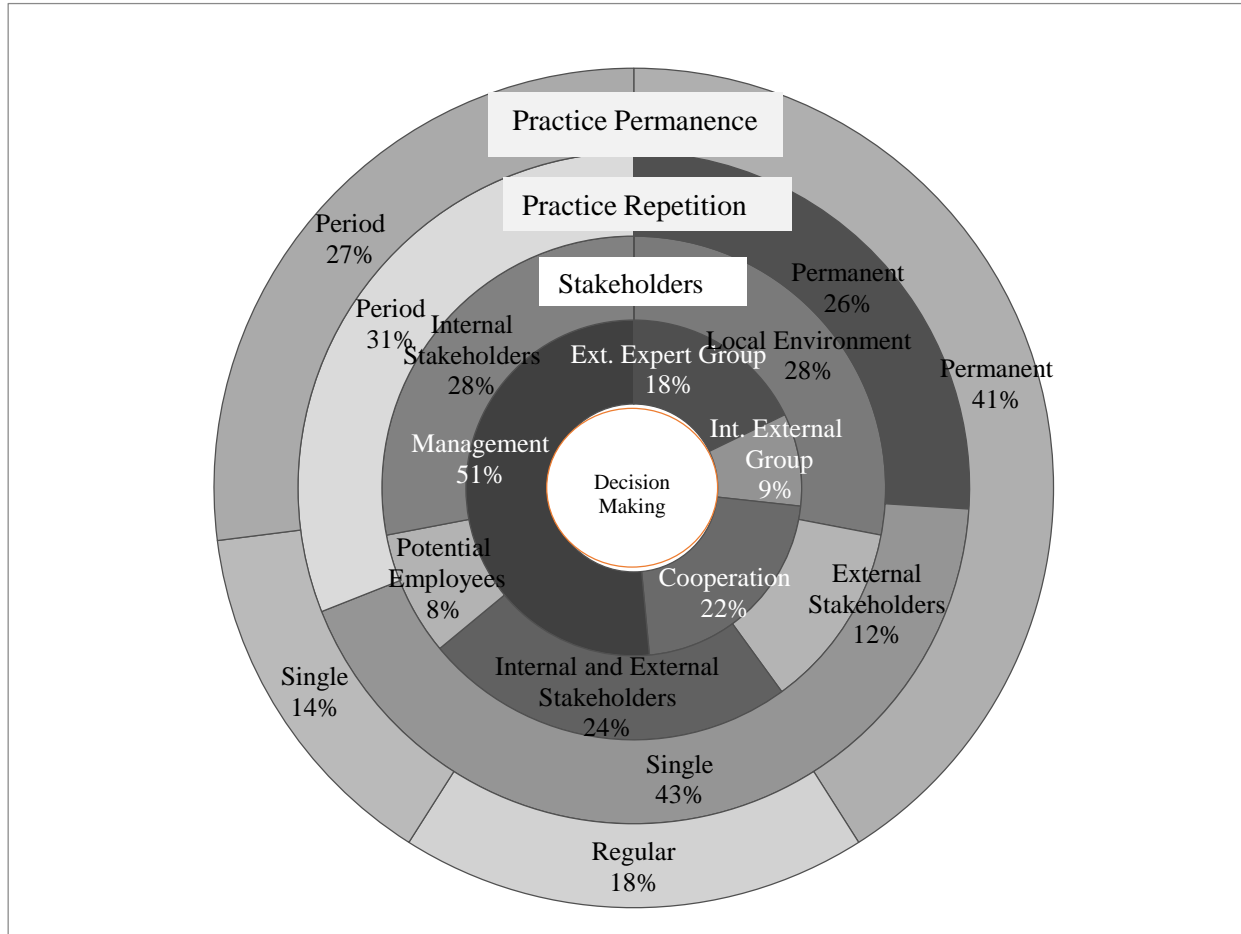 Practice Permanence
Practice Repetition
Stakeholders
Period
27%
Period
31%
Internal
Stakeholders
28%
Management
51%
Ext. Expert Group
18%
Local Environment
28%
Permanent
26%
Permanent
41%
Int. External
Group
9%
Decision
Making
Cooperation
22%
External
Stakeholders
12%
Potential
Employees
8%
Internal and External
Stakeholders
24%
Single
14%
Single
43%
Regular
18%